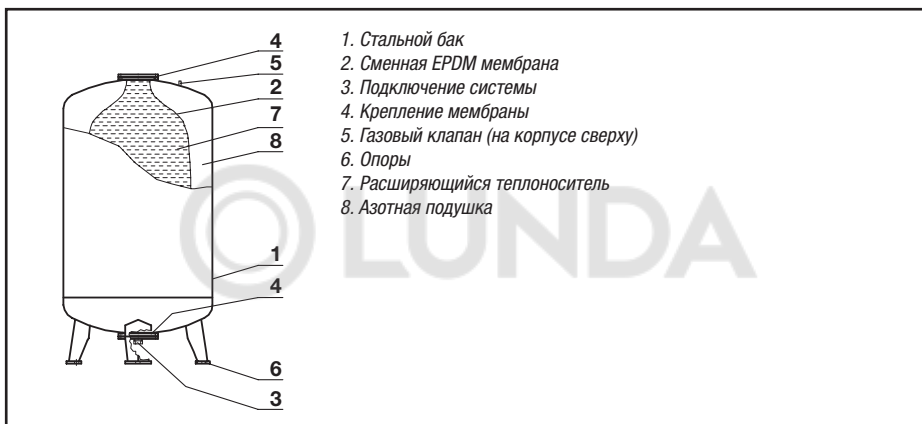 4
5
2
7
8
1
4
6
3
1. Стальной бак
2. Сменная EPDM мембрана
3. Подключение системы
4. Крепление мембраны
5. Газовый клапан (на корпусе сверху)
6. Опоры
7. Расширяющийся теплоноситель
8. Азотная подушка
LUNDA